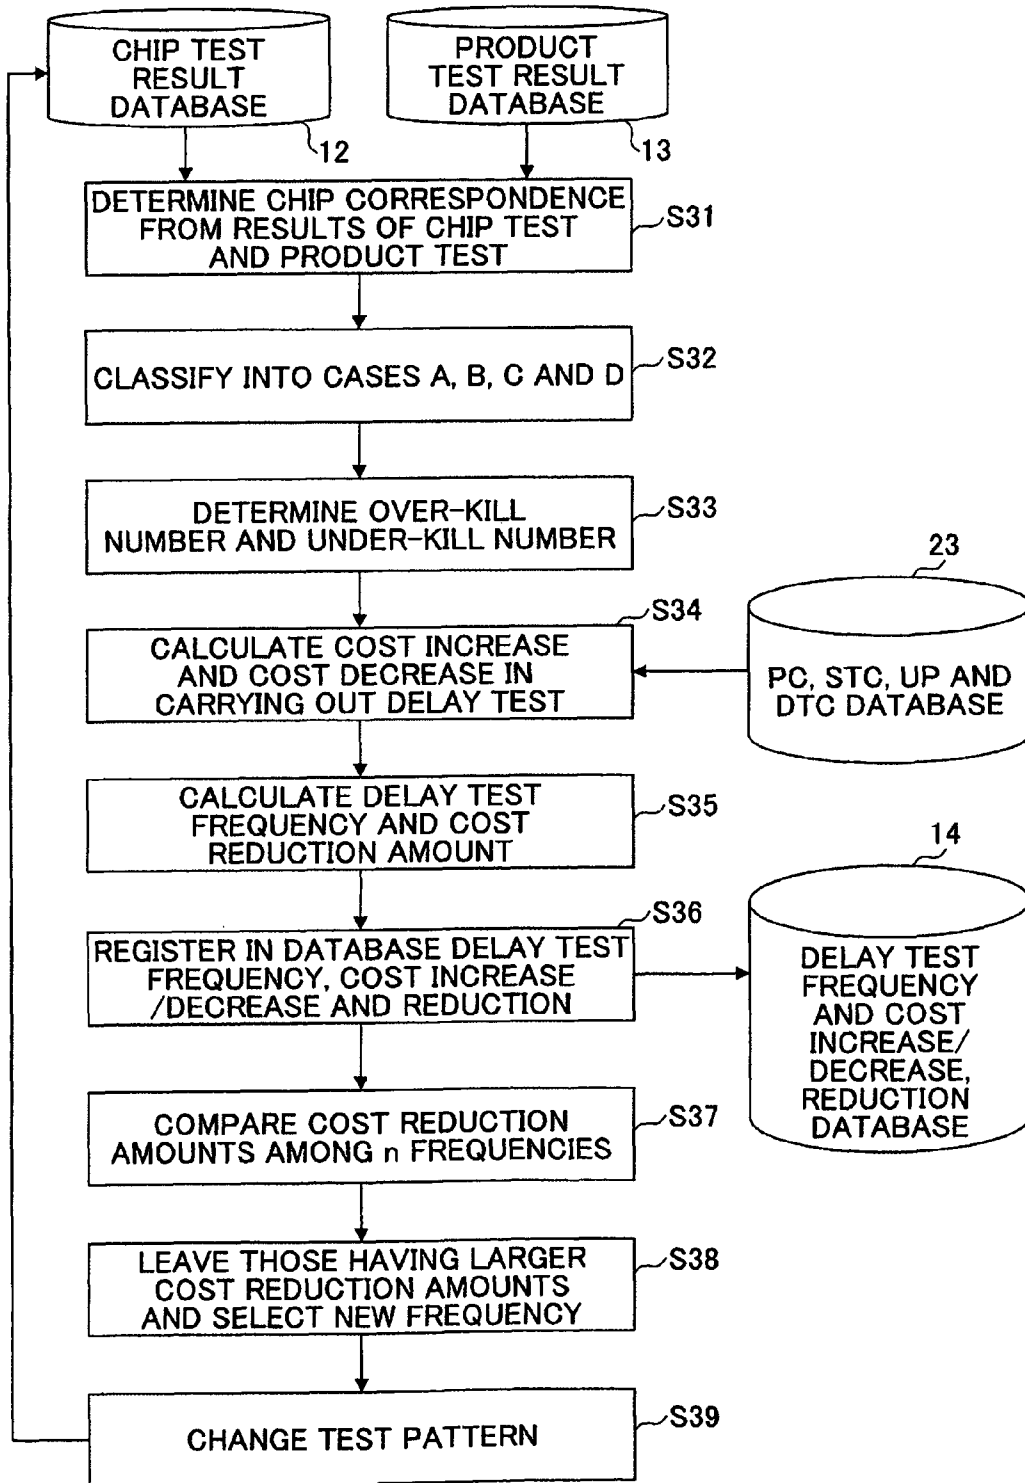 CHIP TEST
RESULT
DATABASE
12
PRODUCT
TEST RESULT
DATABASE
13
DETERMINE CHIP CORRESPONDENCE
FROM RESULTS OF CHIP TEST
AND PRODUCT TEST
S31
CLASSIFY INTO CASES A, B, C AND D
S32
DETERMINE OVER-KILL
NUMBER AND UNDER-KILL NUMBER
S33
CALCULATE COST INCREASE
AND COST DECREASE IN
CARRYING OUT DELAY TEST
S34
23
PC, STC, UP AND
DTC DATABASE
CALCULATE DELAY TEST
FREQUENCY AND COST
REDUCTION AMOUNT
S35
REGISTER IN DATABASE DELAY TEST
FREQUENCY, COST INCREASE
/DECREASE AND REDUCTION
S36
14
DELAY TEST
FREQUENCY
AND COST
INCREASE/
DECREASE,
REDUCTION
DATABASE
COMPARE COST REDUCTION
AMOUNTS AMONG n FREQUENCIES
S37
LEAVE THOSE HAVING LARGER
COST REDUCTION AMOUNTS
AND SELECT NEW FREQUENCY
S38
CHANGE TEST PATTERN
S39